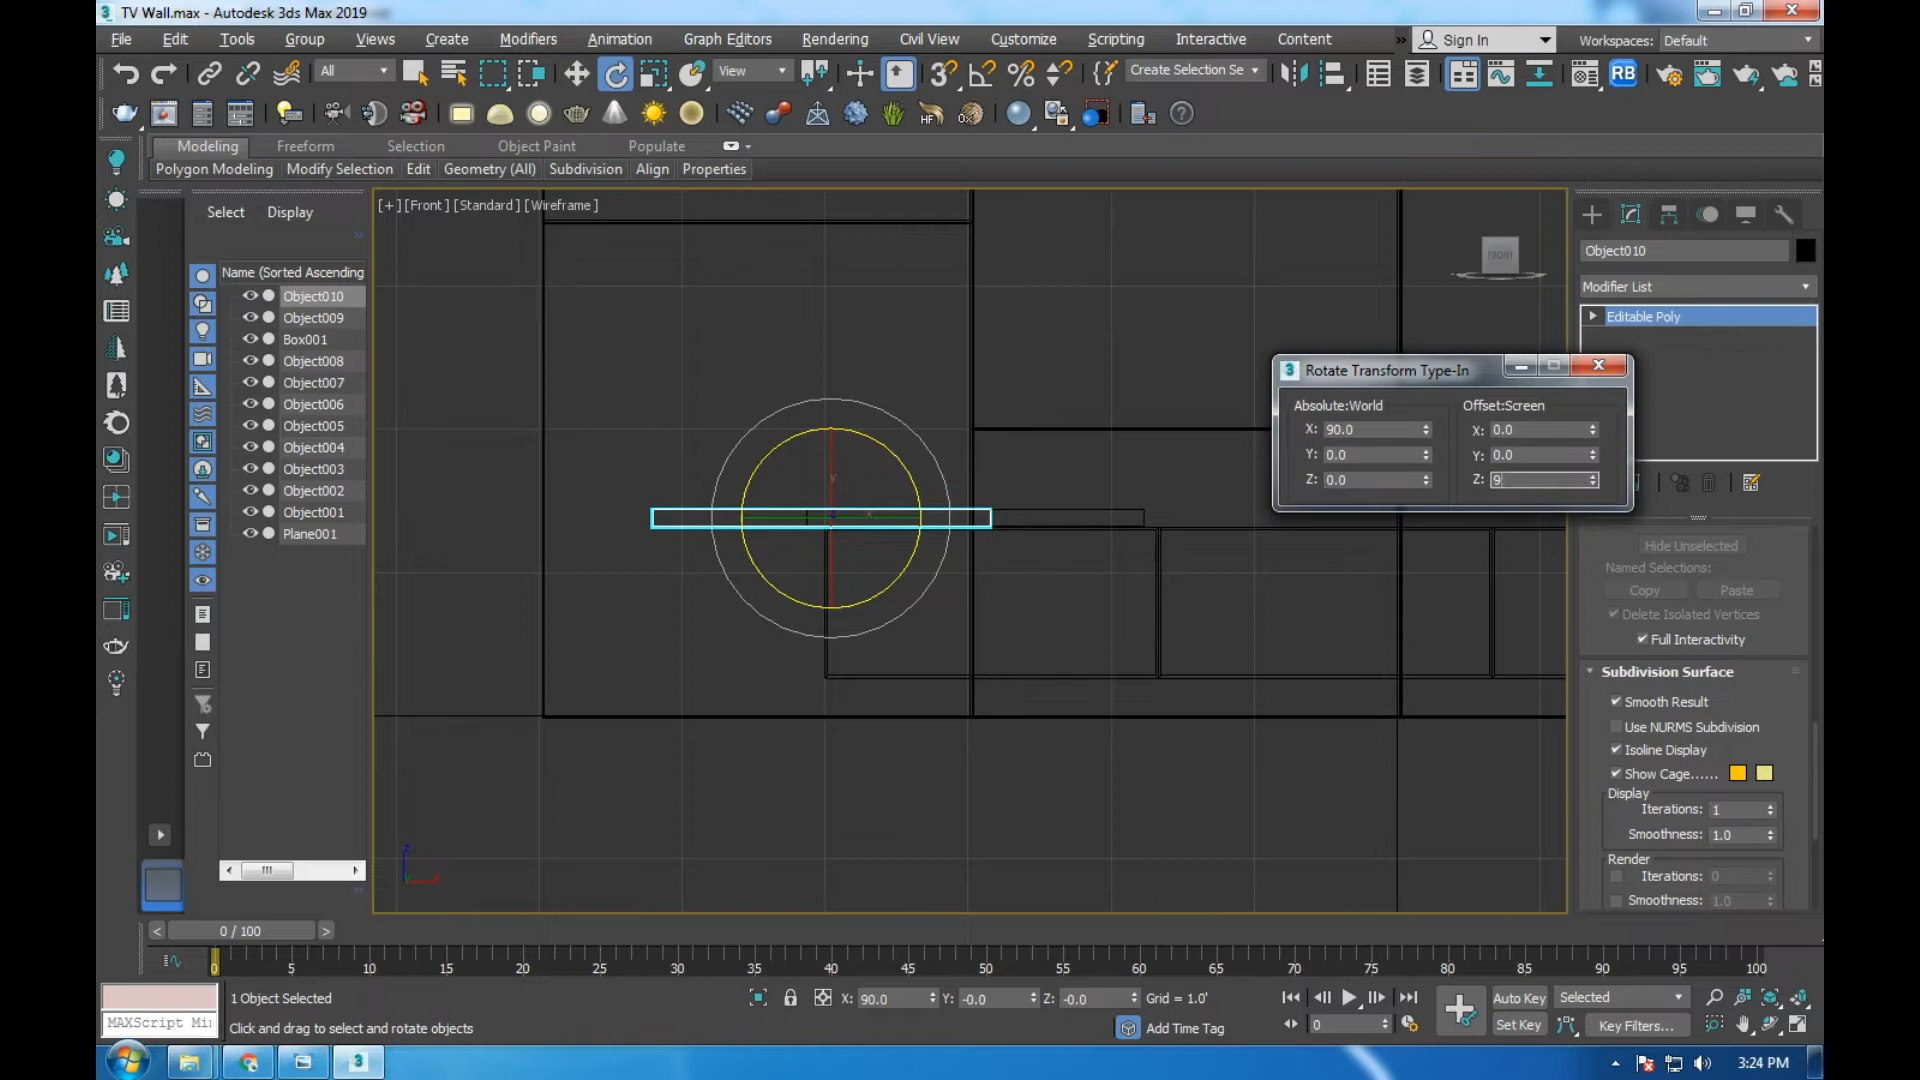 TV Wall.max - Autodesk 3ds Max 2019
File Edit Tools Group Views Create Modifiers Animation Graph Editors Rendering Civil View Customize Scripting Interactive Content » Sign In Workspaces: Default
All View Create Selection Se RB
HF OX
Modeling Freeform Selection Object Paint Populate
Polygon Modeling Modify Selection Edit Geometry (All) Subdivision Align Properties
Select Display
[+] [Front] [Standard] [Wireframe]
FRONT
Name (Sorted Ascending
Object010
Object009
Box001
Object008
Object007
Object006
Object005
Object004
Object003
Object002
Object001
Plane001
Object010
Modifier List
Editable Poly
Rotate Transform Type-In
Absolute:World Offset:Screen
X: 90.0 X: 0.0
Y: 0.0 Y: 0.0
Z: 0.0 Z: 9
y
x
z
x
Hide Unselected
Named Selections:
Copy Paste
Delete Isolated Vertices
Full Interactivity
Subdivision Surface
Smooth Result
Use NURMS Subdivision
Isoline Display
Show Cage......
Display
Iterations: 1
Smoothness: 1.0
Render
Iterations: 0
Smoothness: 1.0
< 0 / 100 >
0 5 10 15 20 25 30 35 40 45 50 55 60 65 70 75 80 85 90 95 100
1 Object Selected X: 90.0 Y: -0.0 Z: -0.0 Grid = 1.0' Auto Key Selected
MAXScript Mi Click and drag to select and rotate objects Add Time Tag 0 Set Key Key Filters...
3:24 PM